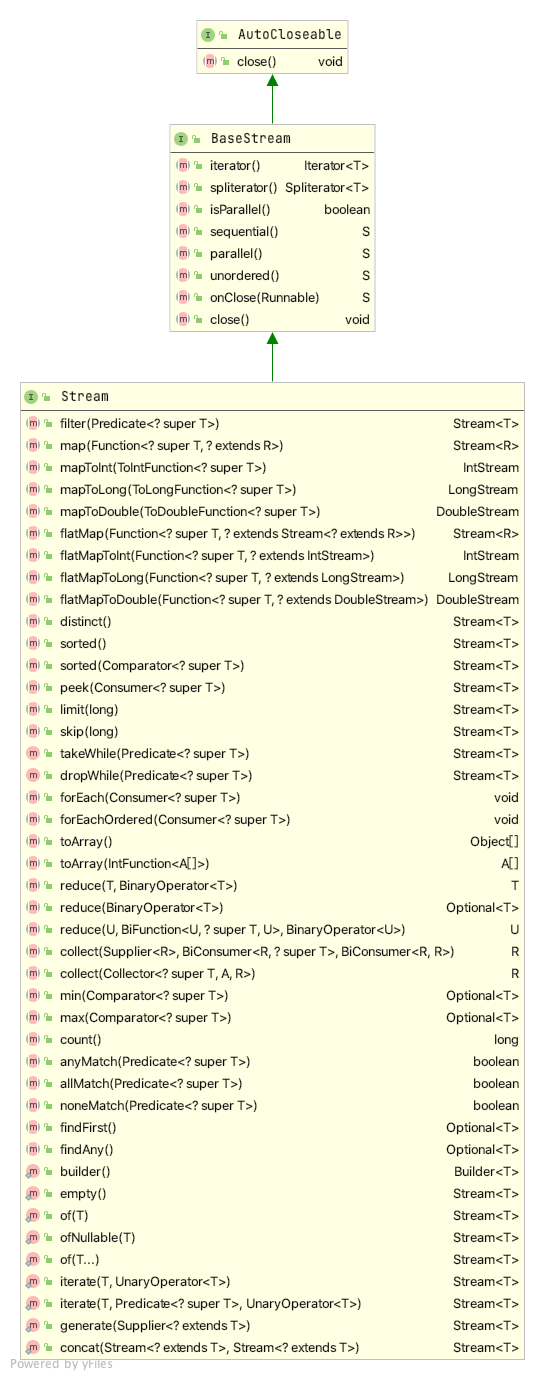 AutoCloseable
close() void
BaseStream
iterator() Iterator<T>
spliterator() Spliterator<T>
isParallel() boolean
sequential() S
parallel() S
unordered() S
onClose(Runnable) S
close() void
Stream
filter(Predicate<? super T>) Stream<T>
map(Function<? super T, ? extends R>) Stream<R>
mapToInt(ToIntFunction<? super T>) IntStream
mapToLong(ToLongFunction<? super T>) LongStream
mapToDouble(ToDoubleFunction<? super T>) DoubleStream
flatMap(Function<? super T, ? extends Stream<? extends R>>) Stream<R>
flatMapToInt(Function<? super T, ? extends IntStream>) IntStream
flatMapToLong(Function<? super T, ? extends LongStream>) LongStream
flatMapToDouble(Function<? super T, ? extends DoubleStream>) DoubleStream
distinct() Stream<T>
sorted() Stream<T>
sorted(Comparator<? super T>) Stream<T>
peek(Consumer<? super T>) Stream<T>
limit(long) Stream<T>
skip(long) Stream<T>
takeWhile(Predicate<? super T>) Stream<T>
dropWhile(Predicate<? super T>) Stream<T>
forEach(Consumer<? super T>) void
forEachOrdered(Consumer<? super T>) void
toArray() Object[]
toArray(IntFunction<A[]>) A[]
reduce(T, BinaryOperator<T>) T
reduce(BinaryOperator<T>) Optional<T>
reduce(U, BiFunction<U, ? super T, U>, BinaryOperator<U>) U
collect(Supplier<R>, BiConsumer<R, ? super T>, BiConsumer<R, R>) R
collect(Collector<? super T, A, R>) R
min(Comparator<? super T>) Optional<T>
max(Comparator<? super T>) Optional<T>
count() long
anyMatch(Predicate<? super T>) boolean
allMatch(Predicate<? super T>) boolean
noneMatch(Predicate<? super T>) boolean
findFirst() Optional<T>
findAny() Optional<T>
builder() Builder<T>
empty() Stream<T>
of(T) Stream<T>
ofNullable(T) Stream<T>
of(T...) Stream<T>
iterate(T, UnaryOperator<T>) Stream<T>
iterate(T, Predicate<? super T>, UnaryOperator<T>) Stream<T>
generate(Supplier<? extends T>) Stream<T>
concat(Stream<? extends T>, Stream<? extends T>) Stream<T>
Powered by yFiles